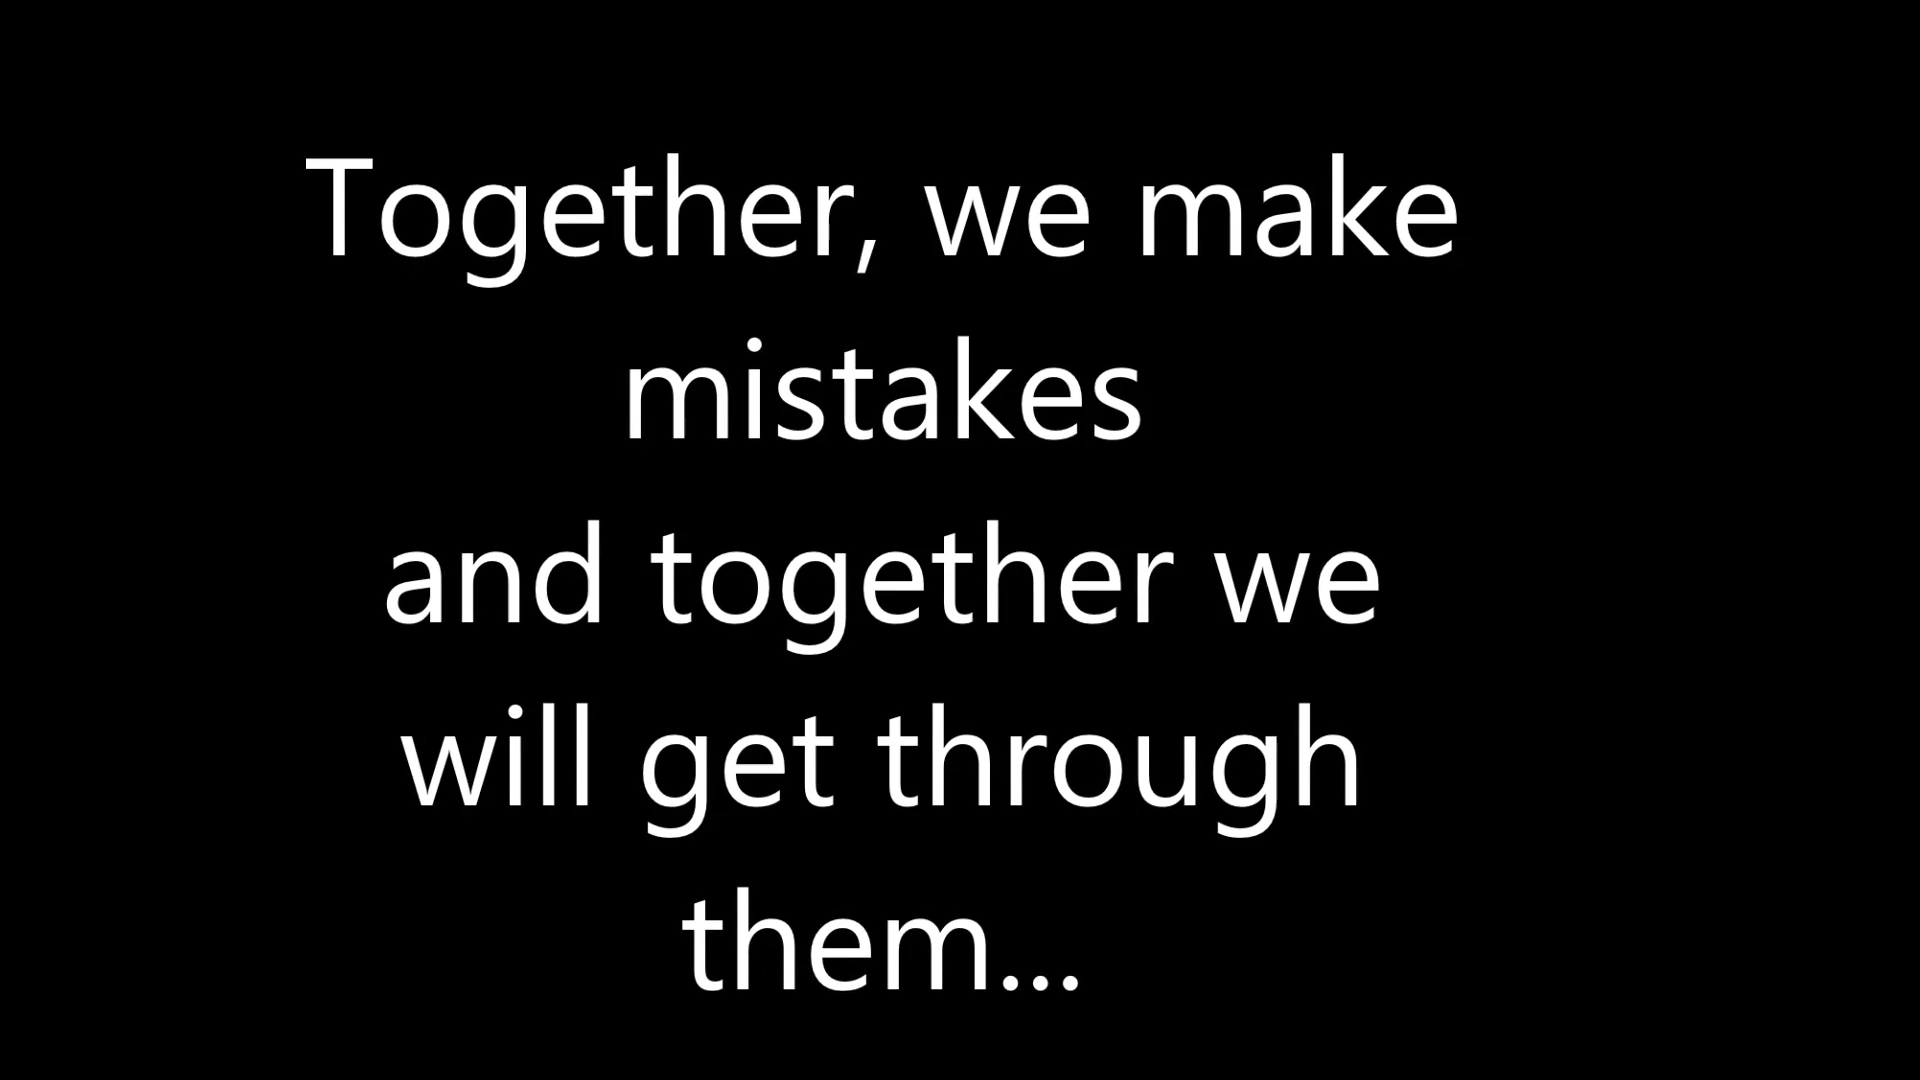 Together, we make
mistakes
and together we
will get through
them...